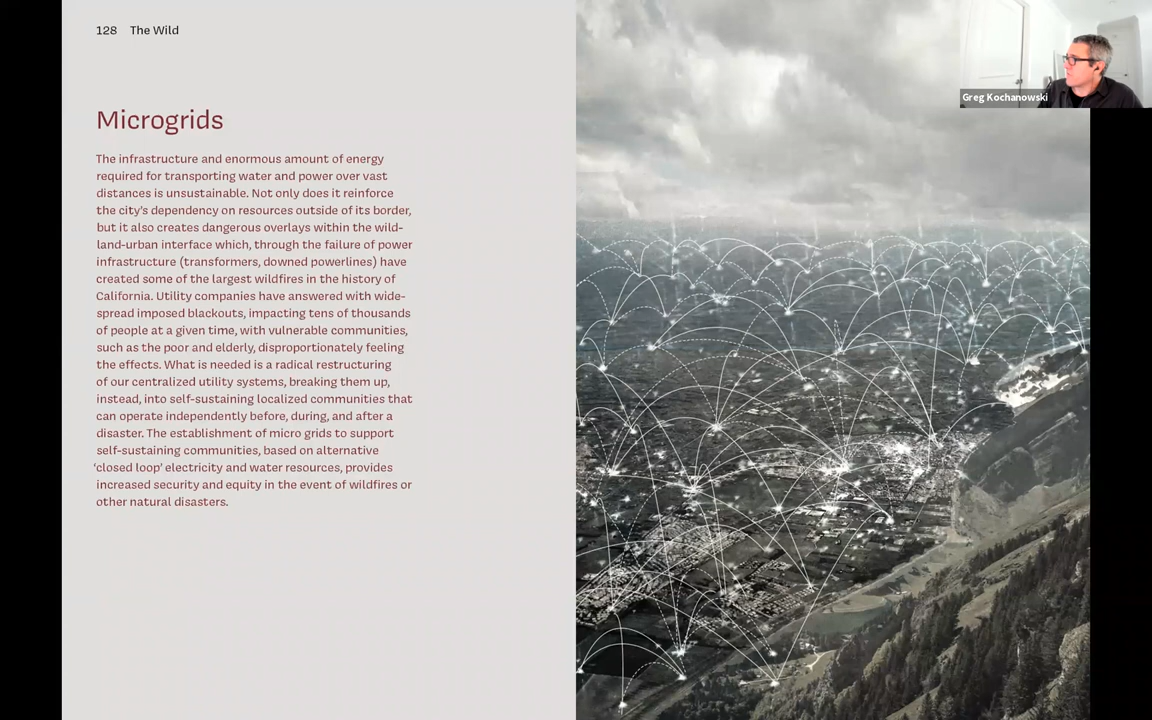 128 The Wild
Microgrids
The infrastructure and enormous amount of energy
required for transporting water and power over vast
distances is unsustainable. Not only does it reinforce
the city's dependency on resources outside of its border,
but it also creates dangerous overlays within the wild-
land-urban interface which, through the failure of power
infrastructure (transformers, downed powerlines) have
created some of the largest wildfires in the history of
California. Utility companies have answered with wide-
spread imposed blackouts, impacting tens of thousands
of people at a given time, with vulnerable communities,
such as the poor and elderly, disproportionately feeling
the effects. What is needed is a radical restructuring
of our centralized utility systems, breaking them up,
instead, into self-sustaining localized communities that
can operate independently before, during, and after a
disaster. The establishment of micro grids to support
self-sustaining communities, based on alternative
‘closed loop’ electricity and water resources, provides
increased security and equity in the event of wildfires or
other natural disasters.
Greg Kochanowski